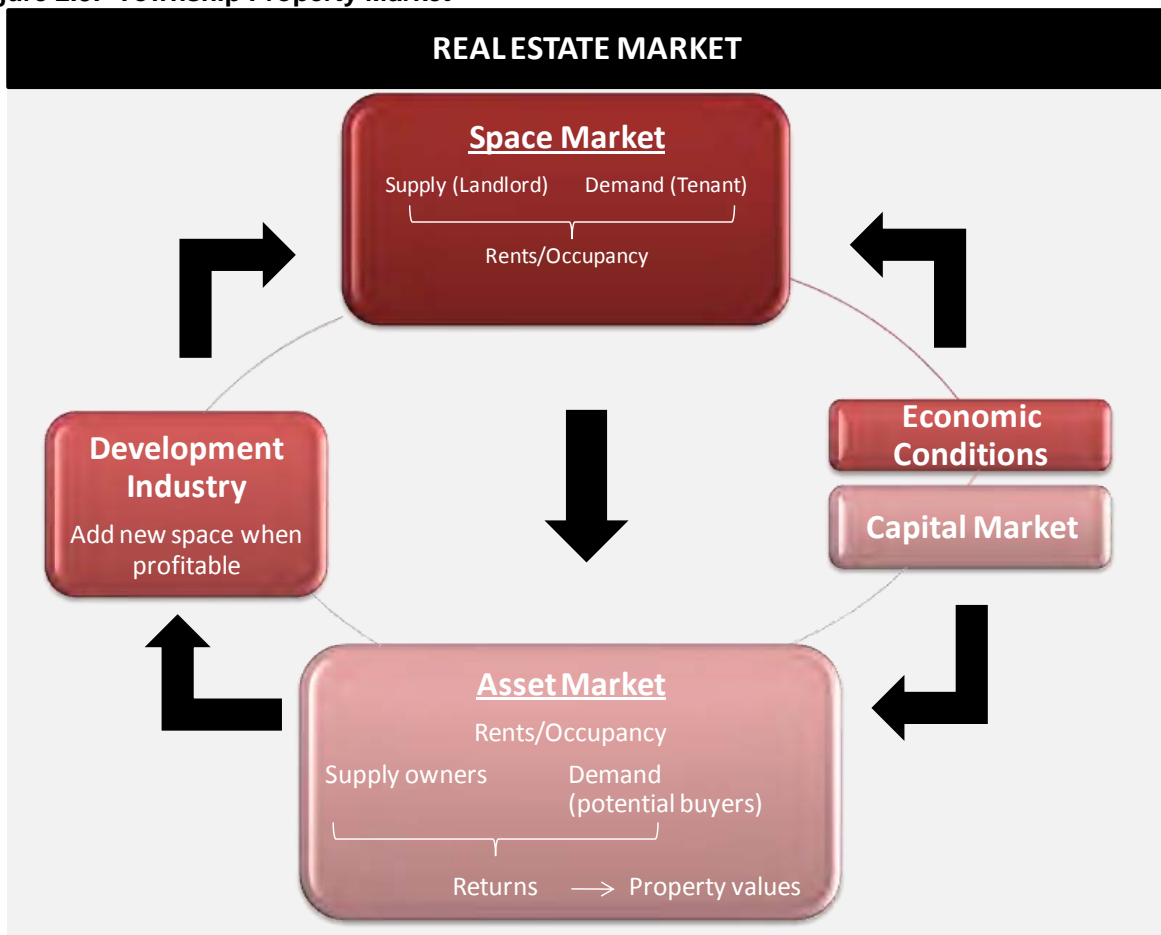 REAL ESTATE MARKET
Space Market
Supply (Landlord) Demand (Tenant)
Rents/Occupancy
Development
Industry
Add new space when
profitable
Economic
Conditions
Capital Market
Asset Market
Rents/Occupancy
Supply owners Demand
(potential buyers)
Returns → Property values